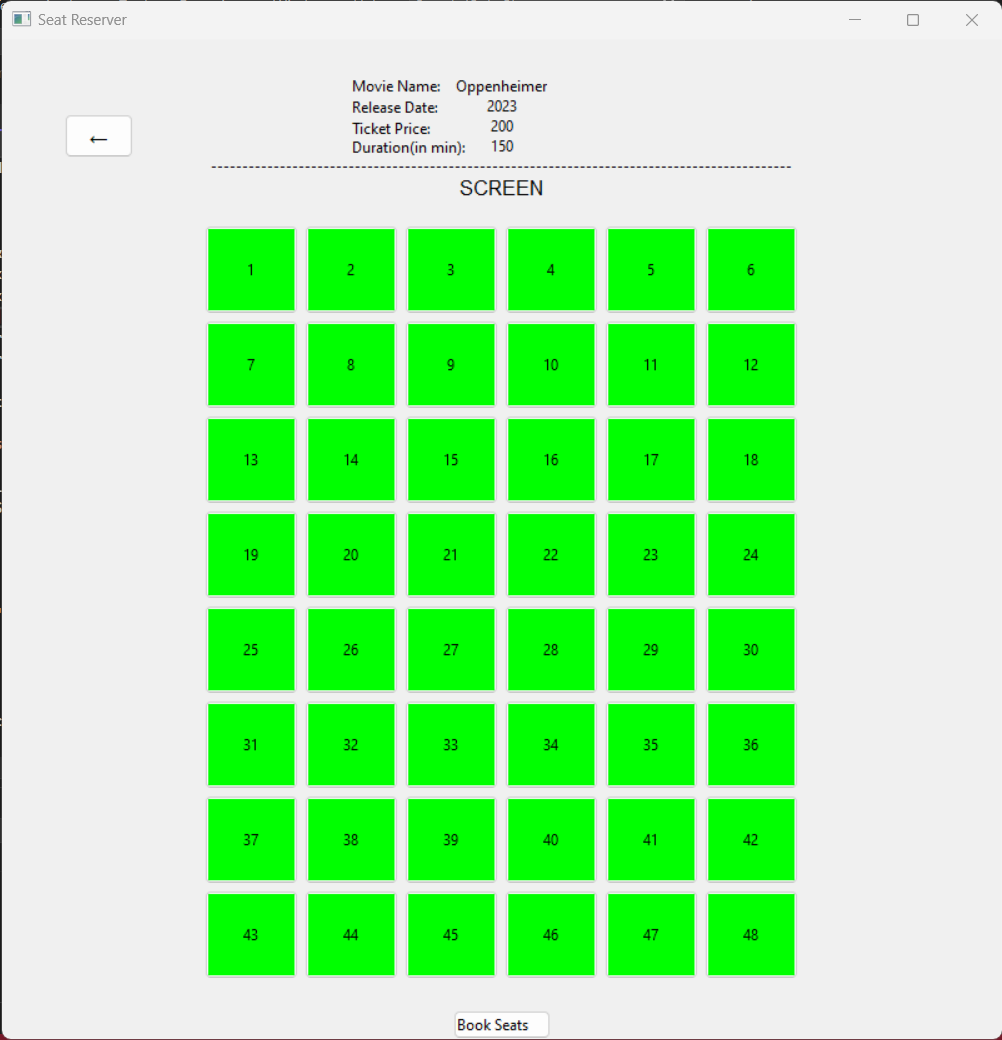 Seat Reserver
Movie Name: Oppenheimer
Release Date: 2023
Ticket Price: 200
Duration(in min): 150
←
--------------------------------------------------------------------------------
SCREEN
1 2 3 4 5 6
7 8 9 10 11 12
13 14 15 16 17 18
19 20 21 22 23 24
25 26 27 28 29 30
31 32 33 34 35 36
37 38 39 40 41 42
43 44 45 46 47 48
Book Seats